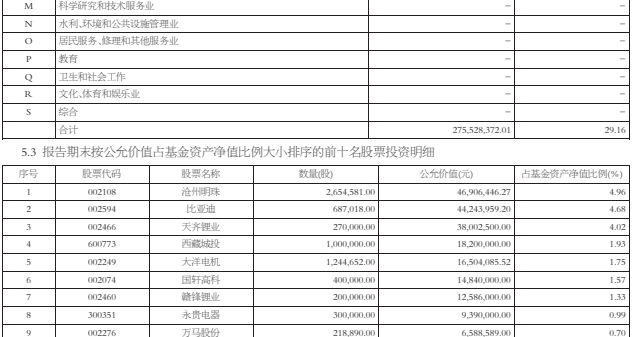 M 科学研究和技术服务业 – –
N 水利、环境和公共设施管理业 – –
O 居民服务、修理和其他服务业 – –
P 教育 – –
Q 卫生和社会工作 – –
R 文化、体育和娱乐业 – –
S 综合 – –
合计 275,528,372.01 29.16
5.3 报告期末按公允价值占基金资产净值比例大小排序的前十名股票投资明细
序号 股票代码 股票名称 数量(股) 公允价值(元) 占基金资产净值比例(%)
1 002108 沧州明珠 2,654,581.00 46,906,446.27 4.96
2 002594 比亚迪 687,018.00 44,243,959.20 4.68
3 002466 天齐锂业 270,000.00 38,002,500.00 4.02
4 600773 西藏城投 1,000,000.00 18,200,000.00 1.93
5 002249 大洋电机 1,244,652.00 16,504,085.52 1.75
6 002074 国轩高科 400,000.00 14,840,000.00 1.57
7 002460 赣锋锂业 200,000.00 12,586,000.00 1.33
8 300351 永贵电器 300,000.00 9,390,000.00 0.99
9 002276 万马股份 218,890.00 6,588,589.00 0.70